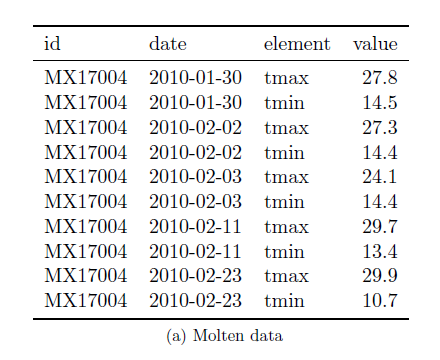 id date element value
MX17004 2010-01-30 tmax 27.8
MX17004 2010-01-30 tmin 14.5
MX17004 2010-02-02 tmax 27.3
MX17004 2010-02-02 tmin 14.4
MX17004 2010-02-03 tmax 24.1
MX17004 2010-02-03 tmin 14.4
MX17004 2010-02-11 tmax 29.7
MX17004 2010-02-11 tmin 13.4
MX17004 2010-02-23 tmax 29.9
MX17004 2010-02-23 tmin 10.7
(a) Molten data